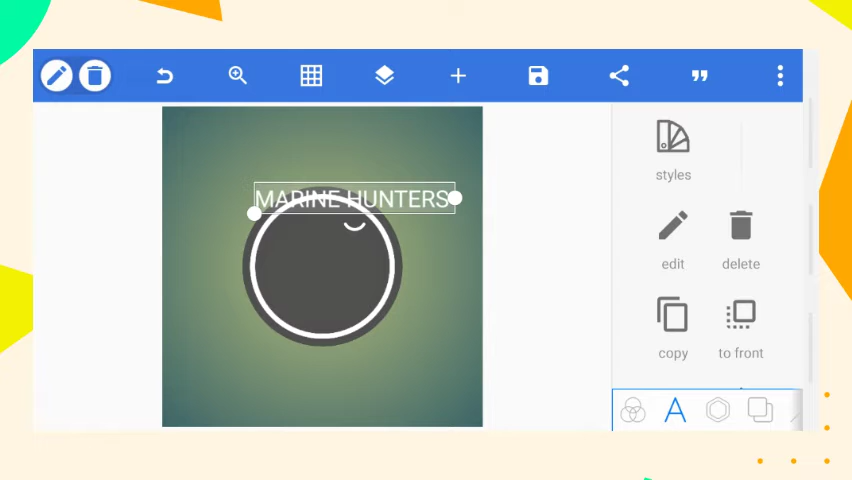 MARINE HUNTERS
styles
edit
delete
copy
to front